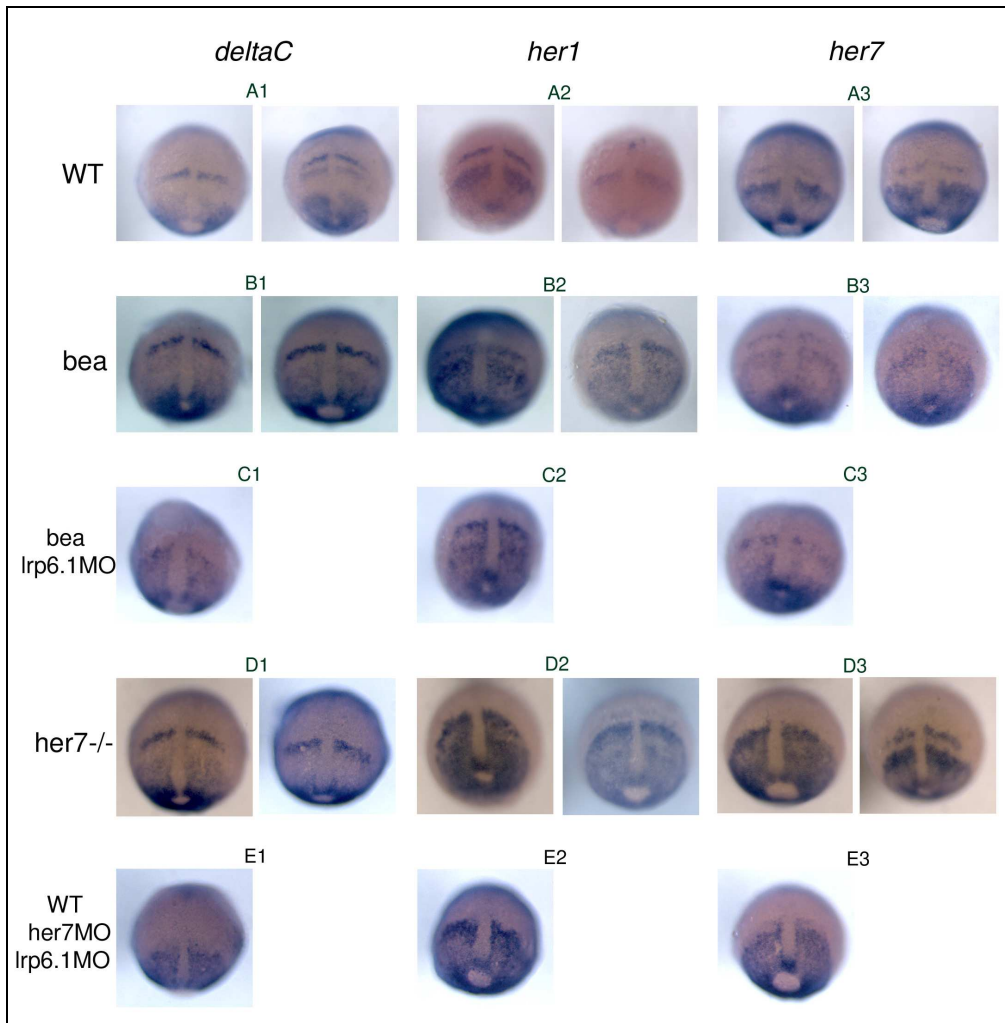 deltaC her1 her7
A1 A2 A3
WT
B1 B2 B3
bea
C1 C2 C3
bea
lrp6.1MO
D1 D2 D3
her7-/-
E1 E2 E3
WT
her7MO
lrp6.1MO